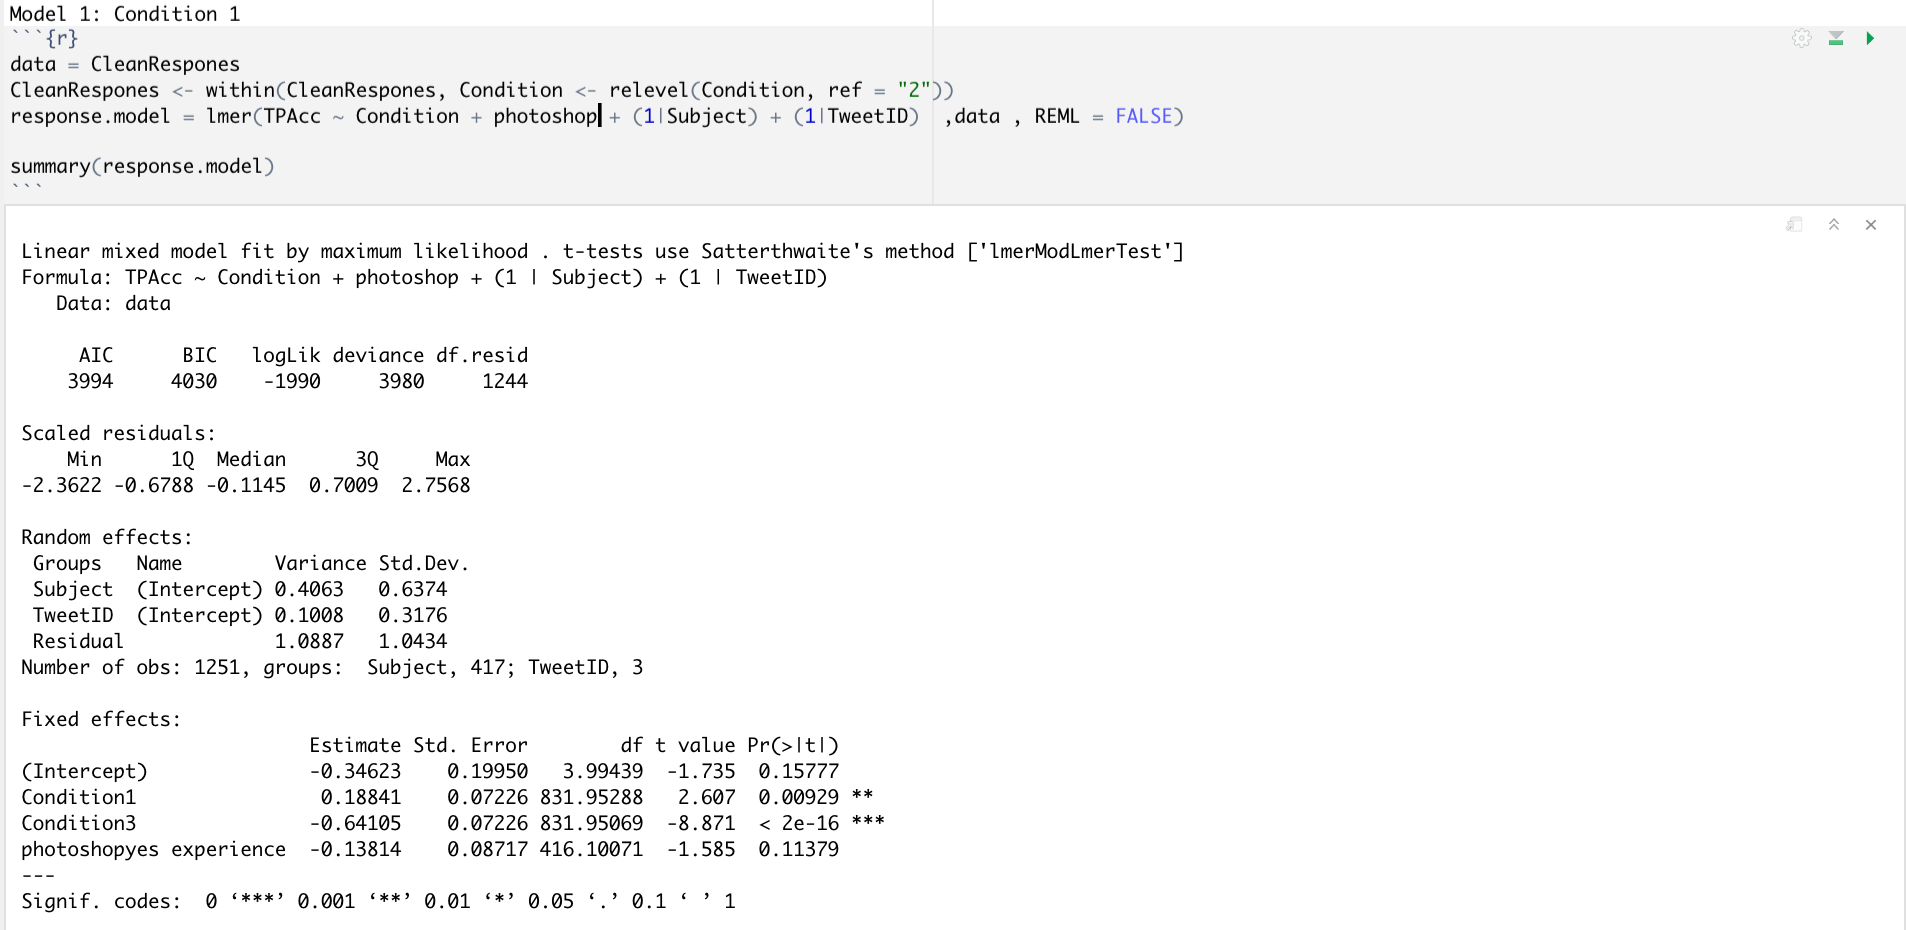 Model 1: Condition 1
```{r}
data = CleanRespones
CleanRespones <- within(CleanRespones, Condition <- relevel(Condition, ref = "2"))
response.model = lmer(TPAcc ~ Condition + photoshop + (1|Subject) + (1|TweetID)  ,data , REML = FALSE)
summary(response.model)
```
Linear mixed model fit by maximum likelihood . t-tests use Satterthwaite's method ['lmerModLmerTest']
Formula: TPAcc ~ Condition + photoshop + (1 | Subject) + (1 | TweetID)
   Data: data
     AIC      BIC   logLik deviance df.resid
    3994     4030    -1990     3980     1244
Scaled residuals:
    Min      1Q  Median      3Q     Max
-2.3622 -0.6788 -0.1145  0.7009  2.7568
Random effects:
 Groups   Name        Variance Std.Dev.
 Subject  (Intercept) 0.4063   0.6374
 TweetID  (Intercept) 0.1008   0.3176
 Residual             1.0887   1.0434
Number of obs: 1251, groups:  Subject, 417; TweetID, 3
Fixed effects:
                         Estimate Std. Error        df t value Pr(>|t|)
(Intercept)              -0.34623    0.19950   3.99439  -1.735  0.15777
Condition1                0.18841    0.07226 831.95288   2.607  0.00929 **
Condition3               -0.64105    0.07226 831.95069  -8.871  < 2e-16 ***
photoshopyes experience  -0.13814    0.08717 416.10071  -1.585  0.11379
---
Signif. codes:  0 ‘***’ 0.001 ‘**’ 0.01 ‘*’ 0.05 ‘.’ 0.1 ‘ ’ 1